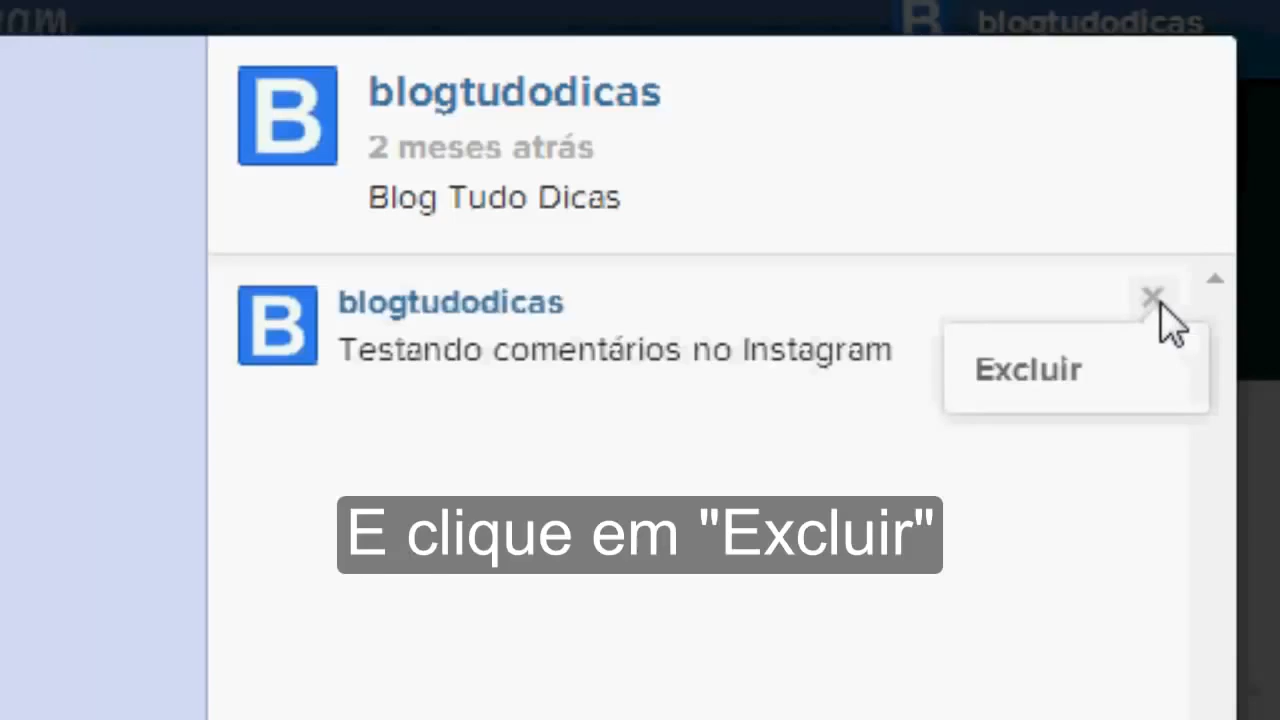 B blogtudodicas
B blogtudodicas
2 meses atrás
Blog Tudo Dicas
B blogtudodicas
Testando comentários no Instagram
Excluir
E clique em "Excluir"